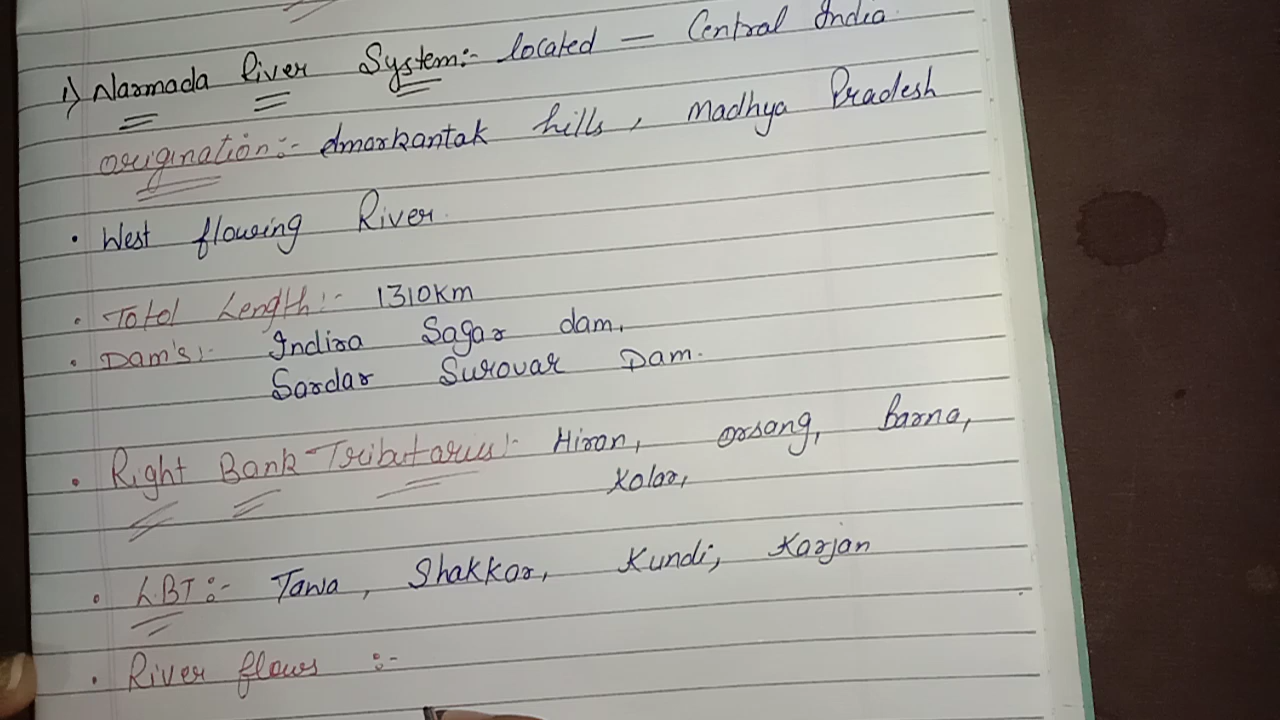 1) Narmada River System:- located — Central India
origination:- Amarkantak hills, Madhya Pradesh
• West flowing River.
• Total Length:- 1310km
• Dam's:- Indira Sagar dam.
Sardar Surovar Dam.
• Right Bank Tributaries:- Hiran, orsang, Barna,
Kolar,
• LBT:- Tawa, Shakkar, Kundi, Karjan
• River flows :-